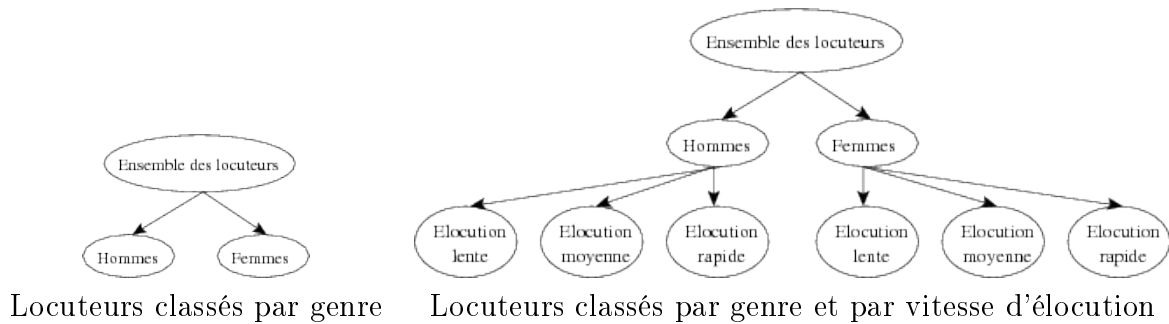 Ensemble des locuteurs
Hommes
Femmes
Locuteurs classés par genre
Ensemble des locuteurs
Hommes
Femmes
Elocution
lente
Elocution
moyenne
Elocution
rapide
Elocution
lente
Elocution
moyenne
Elocution
rapide
Locuteurs classés par genre et par vitesse d'élocution